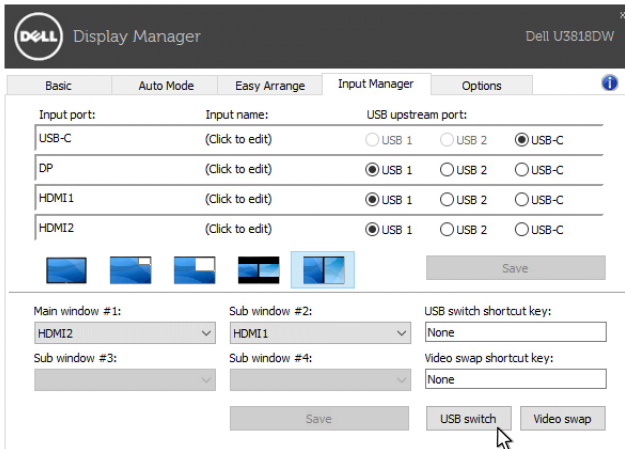 DELL Display Manager Dell U3818DW x
Basic Auto Mode Easy Arrange Input Manager Options i
Input port: Input name: USB upstream port:
USB-C (Click to edit) USB 1 USB 2 USB-C
DP (Click to edit) USB 1 USB 2 USB-C
HDMI1 (Click to edit) USB 1 USB 2 USB-C
HDMI2 (Click to edit) USB 1 USB 2 USB-C
Save
Main window #1: Sub window #2: USB switch shortcut key:
HDMI2 HDMI1 None
Sub window #3: Sub window #4: Video swap shortcut key:
None
Save USB switch Video swap